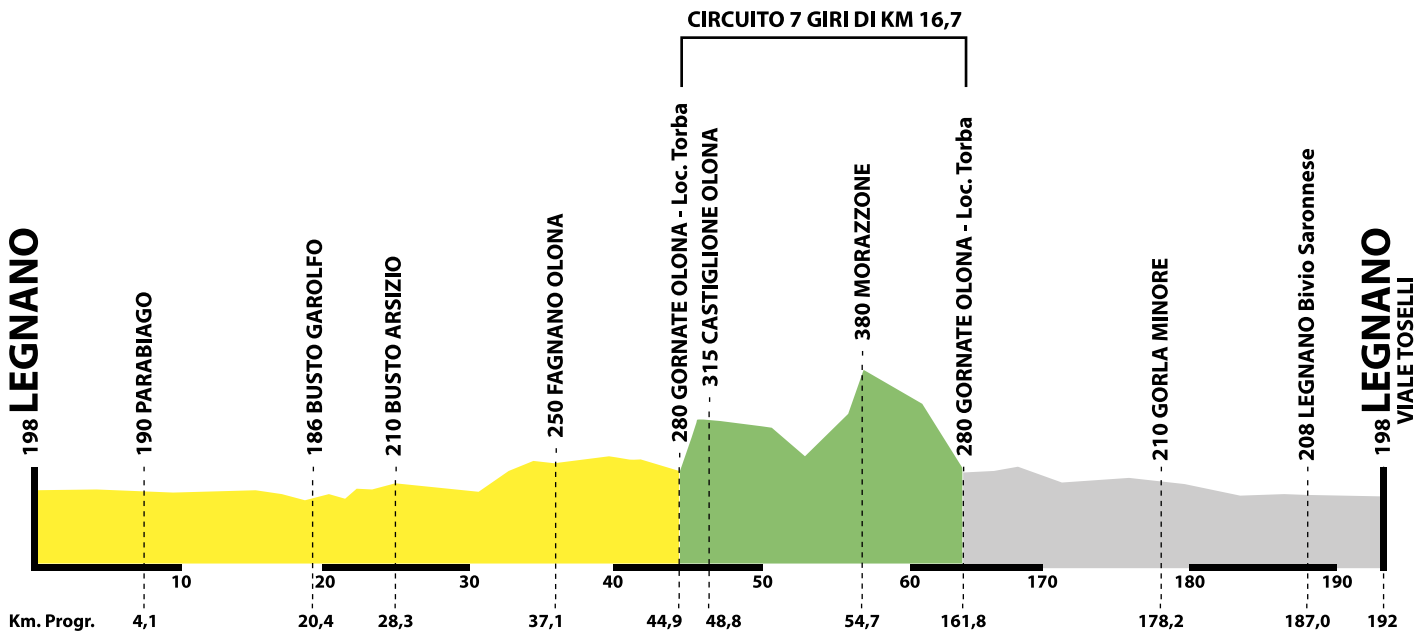 CIRCUITO 7 GIRI DI KM 16,7
198 LEGNANO
190 PARABIAGO
186 BUSTO GAROLFO
210 BUSTO ARSIZIO
250 FAGNANO OLONA
280 GORNATE OLONA - Loc. Torba
315 CASTIGLIONE OLONA
380 MORAZZONE
280 GORNATE OLONA - Loc. Torba
210 GORLA MINORE
208 LEGNANO Bivio Saronnese
198 LEGNANO
VIALE TOSELLI
10 20 30 40 50 60 170 180 190
Km. Progr. 4,1 20,4 28,3 37,1 44,9 48,8 54,7 161,8 178,2 187,0 192